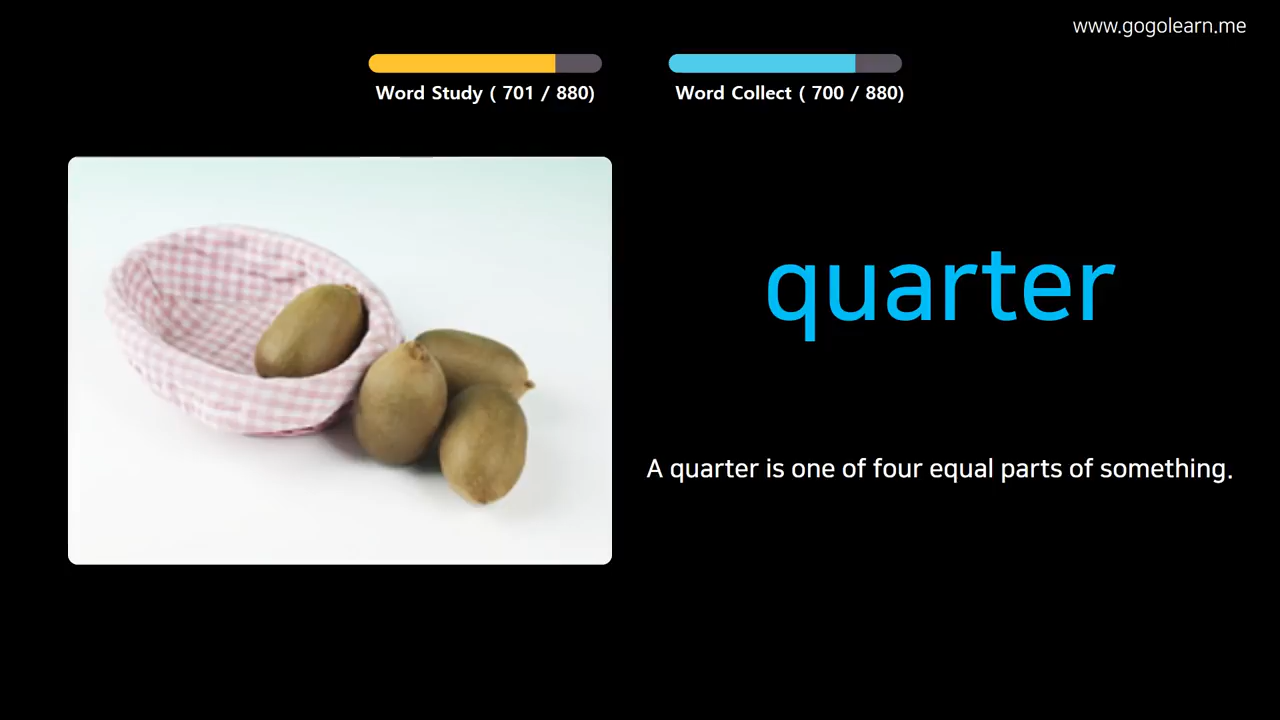 www.gogolearn.me
Word Study ( 701 / 880)
Word Collect ( 700 / 880)
quarter
A quarter is one of four equal parts of something.